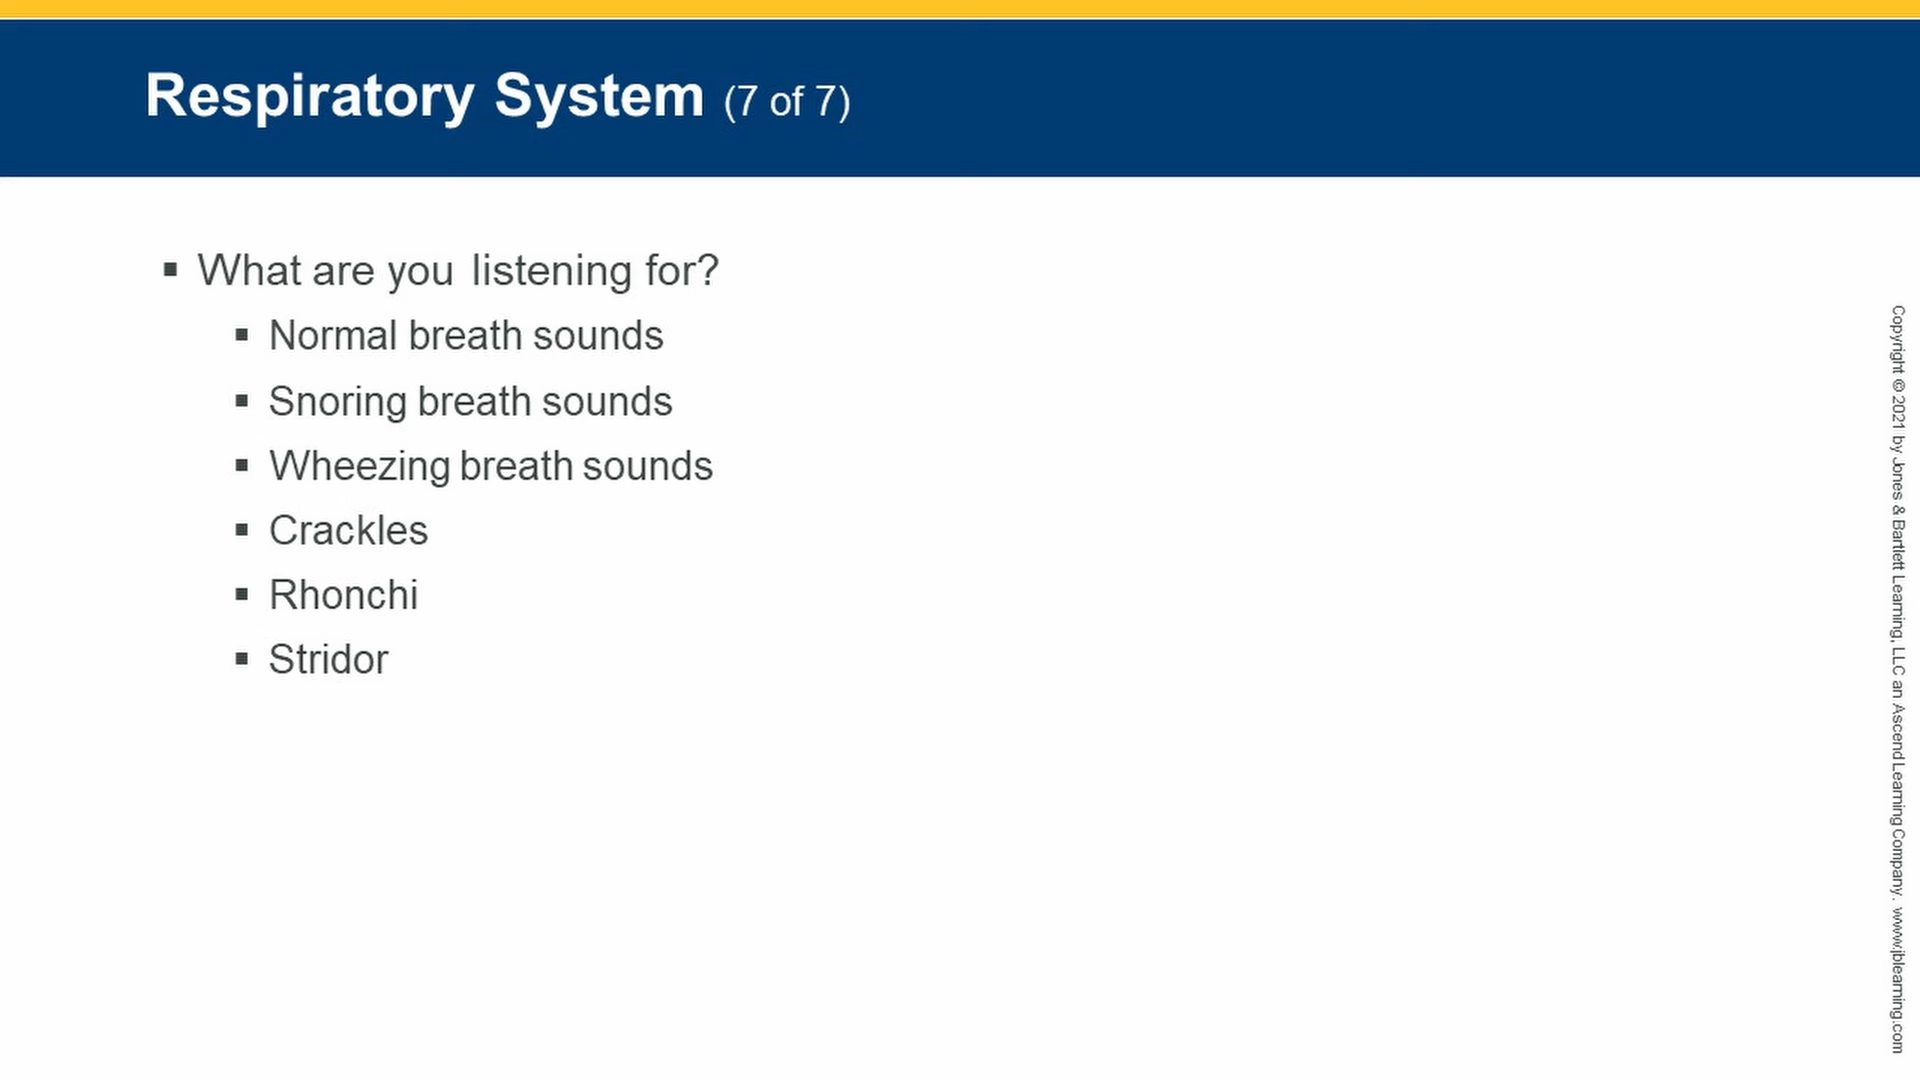 Respiratory System (7 of 7)
▪ What are you listening for?
▪ Normal breath sounds
▪ Snoring breath sounds
▪ Wheezing breath sounds
▪ Crackles
▪ Rhonchi
▪ Stridor
Copyright © 2021 by Jones & Bartlett Learning, LLC an Ascend Learning Company. www.jblearning.com